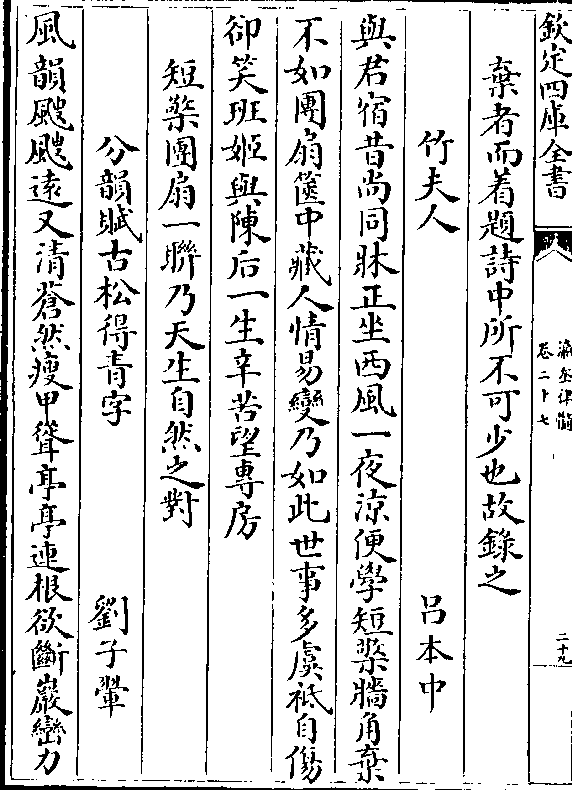 欽定四庫全書
瀛奎律髓
卷二十七
二十九
棄者而着題詩中所不可少也故錄之
竹夫人 呂本中
與君宿昔尚同牀正坐西風一夜涼便學短檠牆角棄
不如團扇篋中藏人情易變乃如此世事多虞祗自傷
卻笑班姬與陳后一生辛苦望專房
短檠團扇一聯乃天生自然之對
分韻賦古松得青字 劉子翬
風韻颼颼遠又清蒼然瘦甲聳亭亭連根欲斷巖巒力